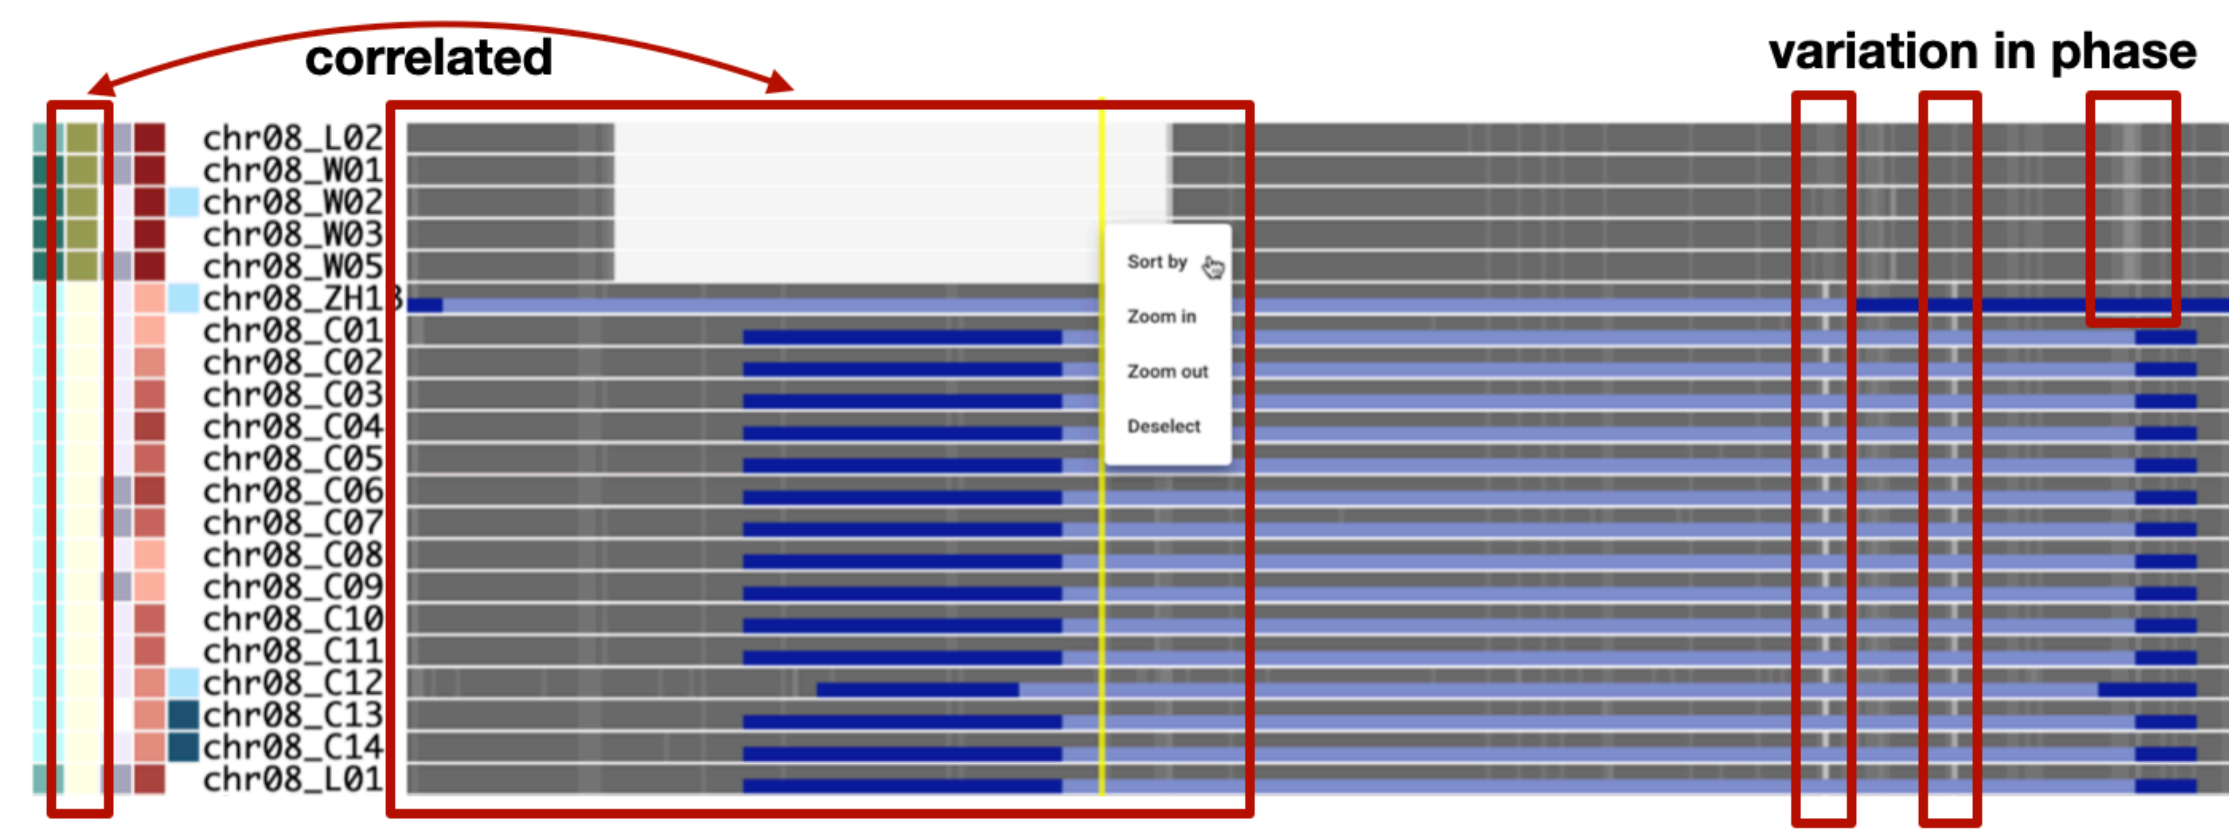 correlated
variation in phase
chr08_L02
chr08_W01
chr08_W02
chr08_W03
chr08_W05
chr08_ZH13
chr08_C01
chr08_C02
chr08_C03
chr08_C04
chr08_C05
chr08_C06
chr08_C07
chr08_C08
chr08_C09
chr08_C10
chr08_C11
chr08_C12
chr08_C13
chr08_C14
chr08_L01
Sort by
Zoom in
Zoom out
Deselect